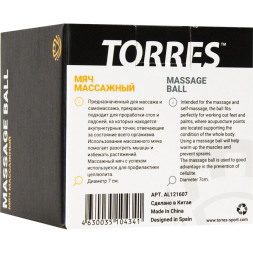 MASSAGE BALL
TORRES
МЯЧ
МАССАЖНЫЙ
Предназначенный для массажа и
самомассажа, прекрасно
подходит для проработки стоп и
ладоней, на которых находятся
акупунктурные точки, отвечающие
за состояние всего организма.
Использование массажного мяча
помогает разогреть мышцы и
избежать растяжений.
Массажный мяч с успехом
используется для профилактики
целлюлита.
Диаметр 7 см.
MASSAGE
BALL
Intended for the massage and
self-massage, the ball fits
perfectly for working out feet and
palms, where acupuncture points
are located supporting the
condition of the whole body.
Using a massage ball will help
warm up the muscles and prevent
sprains.
The massage ball is used of good
advantage in the prevention of
cellulite.
Diameter 7cm.
4630035104341
АРТ. AL121607
Сделано в Китае
Made in China
Designed in Spain
www.torres-sport.com